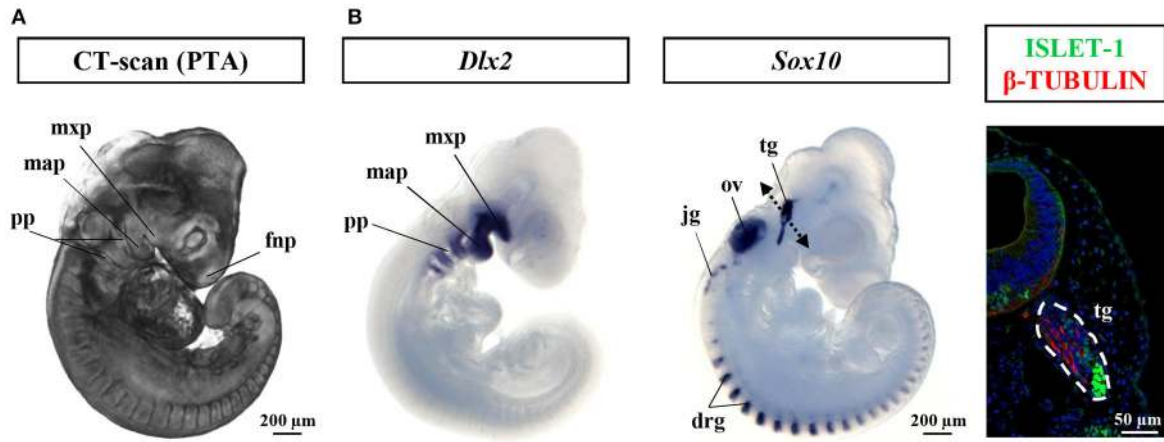 A
B
CT-scan (PTA)
Dlx2
Sox10
ISLET-1
β-TUBULIN
mxp
map
pp
fnp
200 µm
mxp
map
pp
tg
ov
jg
drg
200 µm
tg
50 µm